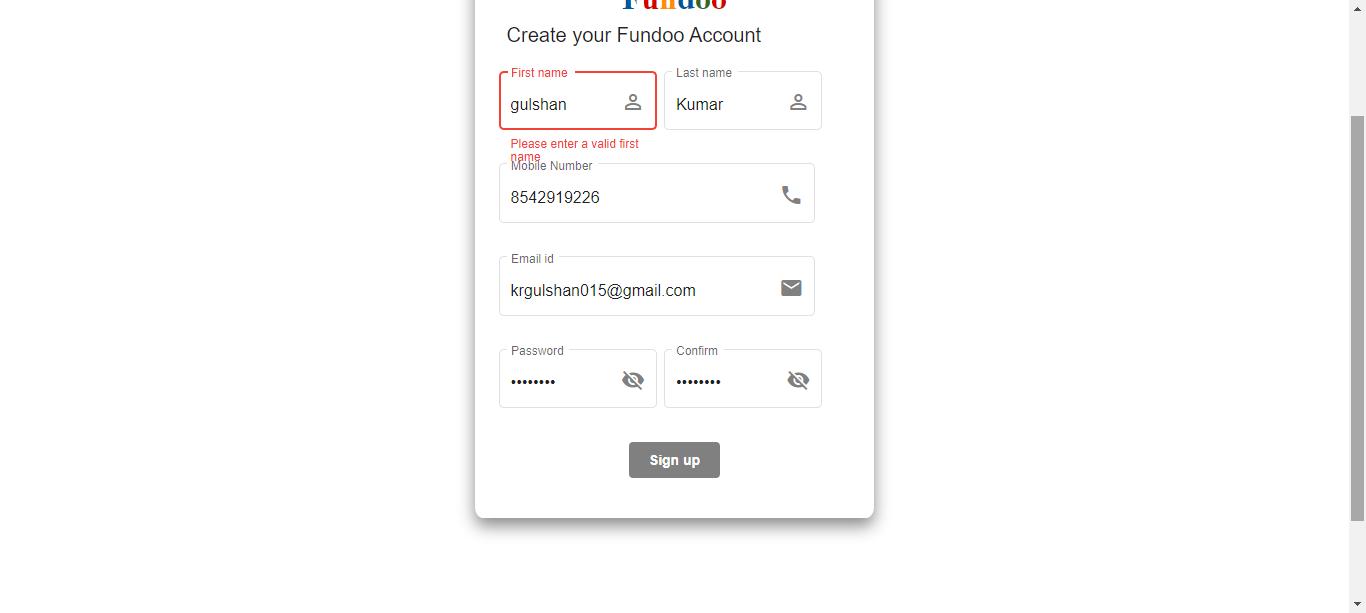 Fundoo
Create your Fundoo Account
First name
Last name
gulshan
Kumar
Please enter a valid first
name
Mobile Number
8542919226
Email id
krgulshan015@gmail.com
Password
Confirm
••••••••
••••••••
Sign up